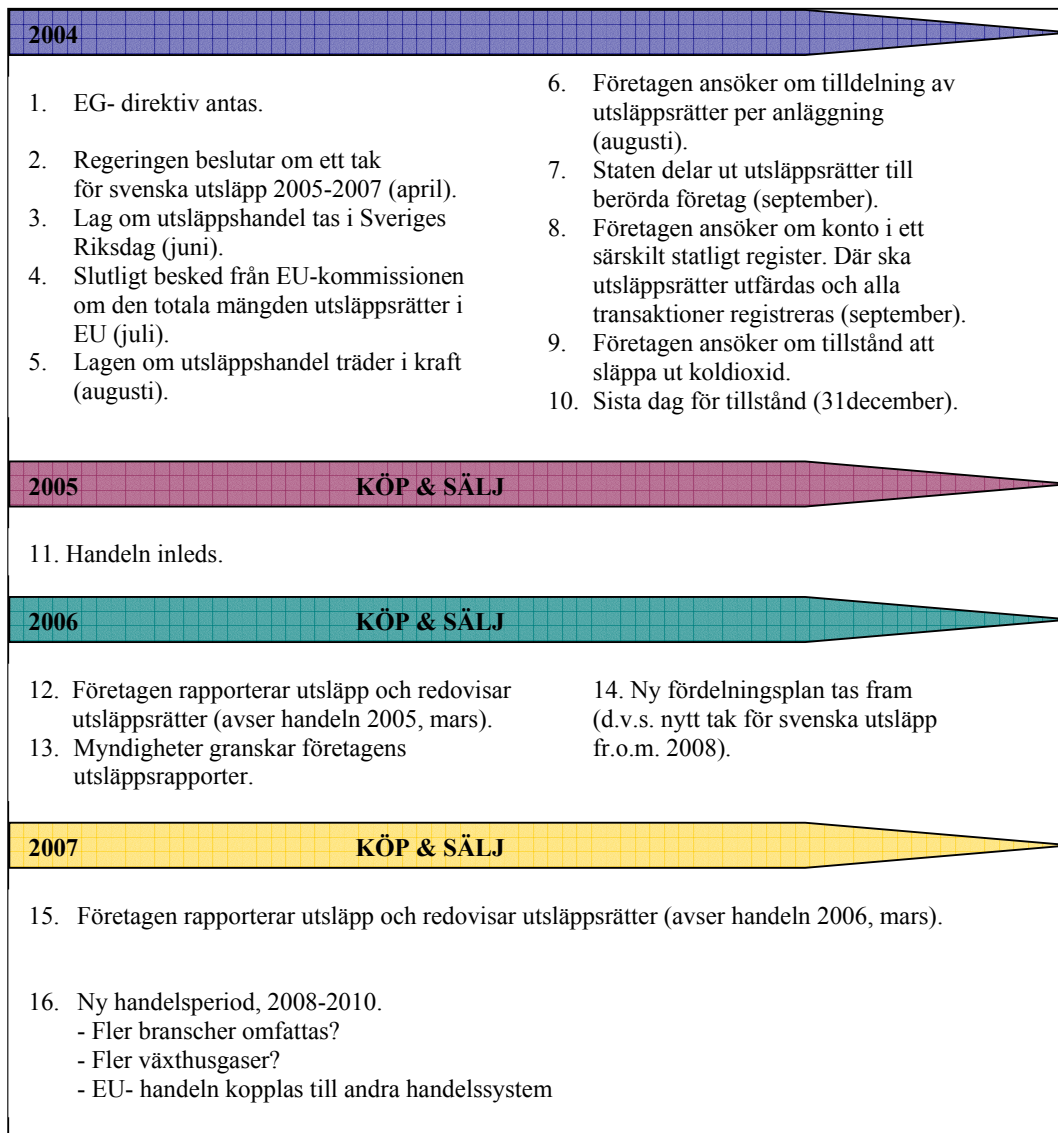 2004
1. EG- direktiv antas.
2. Regeringen beslutar om ett tak
för svenska utsläpp 2005-2007 (april).
3. Lag om utsläppshandel tas i Sveriges
Riksdag (juni).
4. Slutligt besked från EU-kommissionen
om den totala mängden utsläppsrätter i
EU (juli).
5. Lagen om utsläppshandel träder i kraft
(augusti).
6. Företagen ansöker om tilldelning av
utsläppsrätter per anläggning
(augusti).
7. Staten delar ut utsläppsrätter till
berörda företag (september).
8. Företagen ansöker om konto i ett
särskilt statligt register. Där ska
utsläppsrätter utfärdas och alla
transaktioner registreras (september).
9. Företagen ansöker om tillstånd att
släppa ut koldioxid.
10. Sista dag för tillstånd (31december).
2005 KÖP & SÄLJ
11. Handeln inleds.
2006 KÖP & SÄLJ
12. Företagen rapporterar utsläpp och redovisar
utsläppsrätter (avser handeln 2005, mars).
13. Myndigheter granskar företagens
utsläppsrapporter.
14. Ny fördelningsplan tas fram
(d.v.s. nytt tak för svenska utsläpp
fr.o.m. 2008).
2007 KÖP & SÄLJ
15. Företagen rapporterar utsläpp och redovisar utsläppsrätter (avser handeln 2006, mars).
16. Ny handelsperiod, 2008-2010.
- Fler branscher omfattas?
- Fler växthusgaser?
- EU- handeln kopplas till andra handelssystem